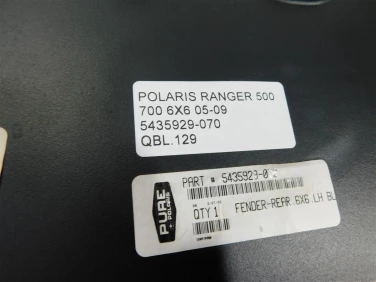 POLARIS RANGER 500
700 6X6 05-09
5435929-070
QBL.129
PURE
POLARIS
PART # 5435929-0
QTY 1
FENDER-REAR 6X6,LH BL